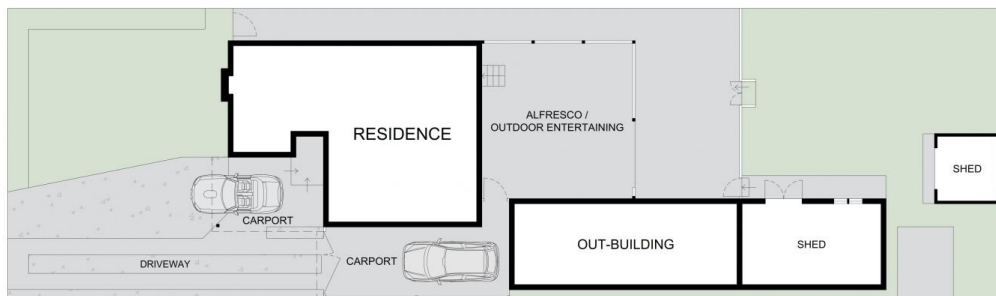 RESIDENCE
ALFRESCO /
OUTDOOR ENTERTAINING
SHED
CARPORT
OUT-BUILDING
SHED
DRIVEWAY
CARPORT